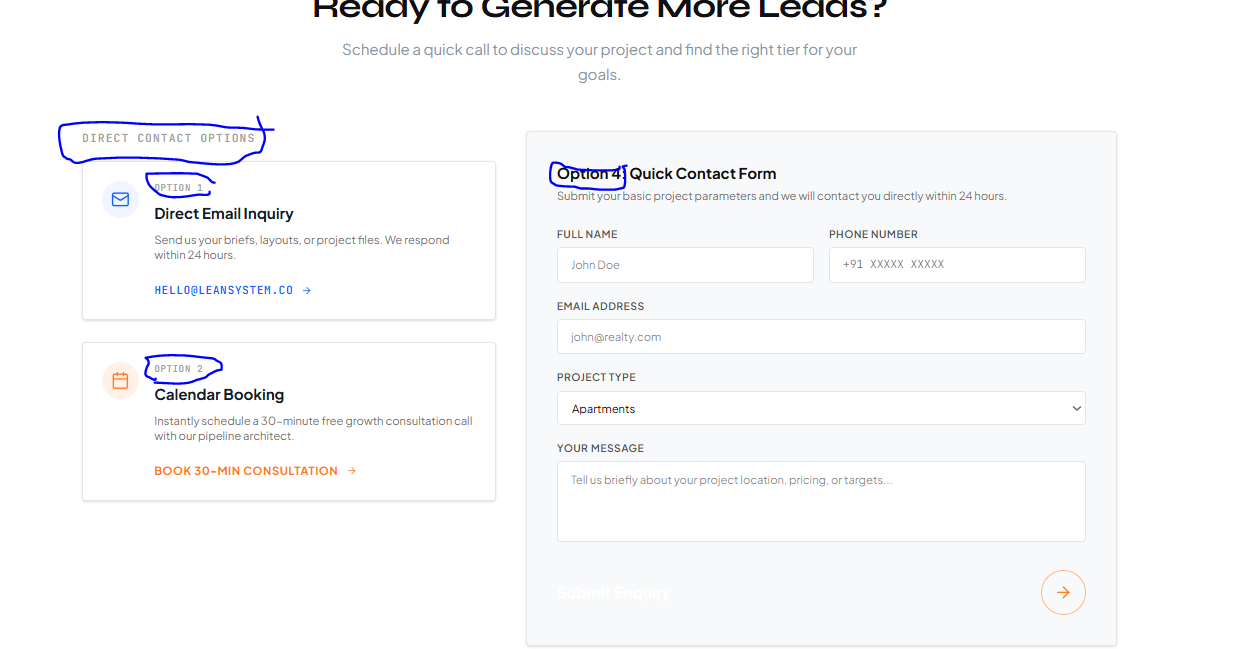 Ready to Generate More Leads?
Schedule a quick call to discuss your project and find the right tier for your
goals.
DIRECT CONTACT OPTIONS
OPTION 1
Direct Email Inquiry
Send us your briefs, layouts, or project files. We respond
within 24 hours.
HELLO@LEANSYSTEM.CO →
OPTION 2
Calendar Booking
Instantly schedule a 30-minute free growth consultation call
with our pipeline architect.
BOOK 30-MIN CONSULTATION →
Option 4: Quick Contact Form
Submit your basic project parameters and we will contact you directly within 24 hours.
FULL NAME
John Doe
PHONE NUMBER
+91 XXXXX XXXXX
EMAIL ADDRESS
john@realty.com
PROJECT TYPE
Apartments
YOUR MESSAGE
Tell us briefly about your project location, pricing, or targets...
Submit Enquiry